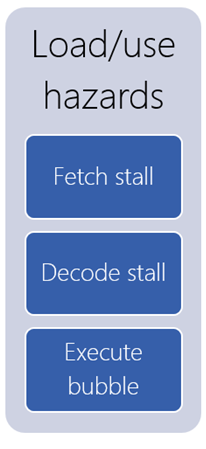 Load/use
hazards
Fetch stall
Decode stall
Execute
bubble